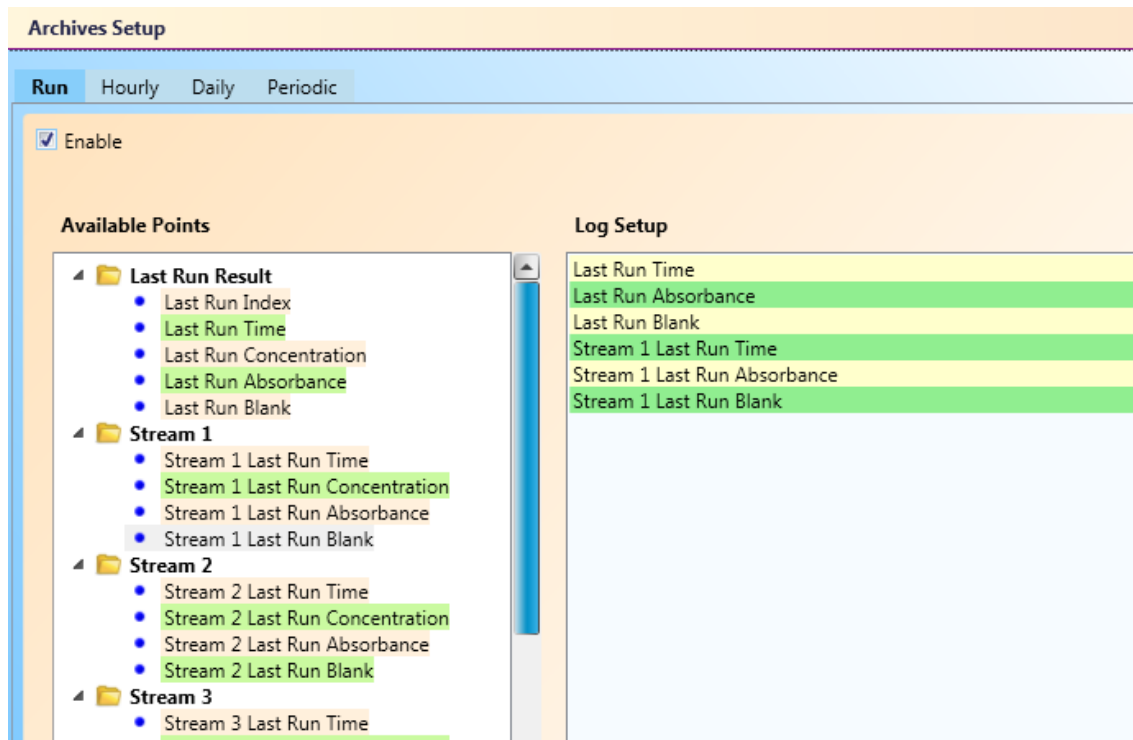 Archives Setup
Run Hourly Daily Periodic
Enable
Available Points
Last Run Result
Last Run Index
Last Run Time
Last Run Concentration
Last Run Absorbance
Last Run Blank
Stream 1
Stream 1 Last Run Time
Stream 1 Last Run Concentration
Stream 1 Last Run Absorbance
Stream 1 Last Run Blank
Stream 2
Stream 2 Last Run Time
Stream 2 Last Run Concentration
Stream 2 Last Run Absorbance
Stream 2 Last Run Blank
Stream 3
Stream 3 Last Run Time
Log Setup
Last Run Time
Last Run Absorbance
Last Run Blank
Stream 1 Last Run Time
Stream 1 Last Run Absorbance
Stream 1 Last Run Blank